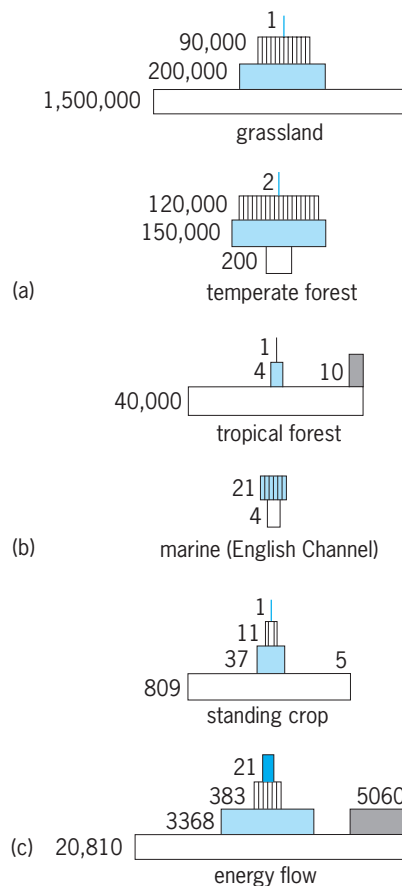 1
90,000
200,000
1,500,000
grassland
2
120,000
150,000
200
(a)
temperate forest
1
4 10
40,000
tropical forest
21
4
(b)
marine (English Channel)
1
11
37 5
809
standing crop
21
383 5060
3368
(c) 20,810
energy flow